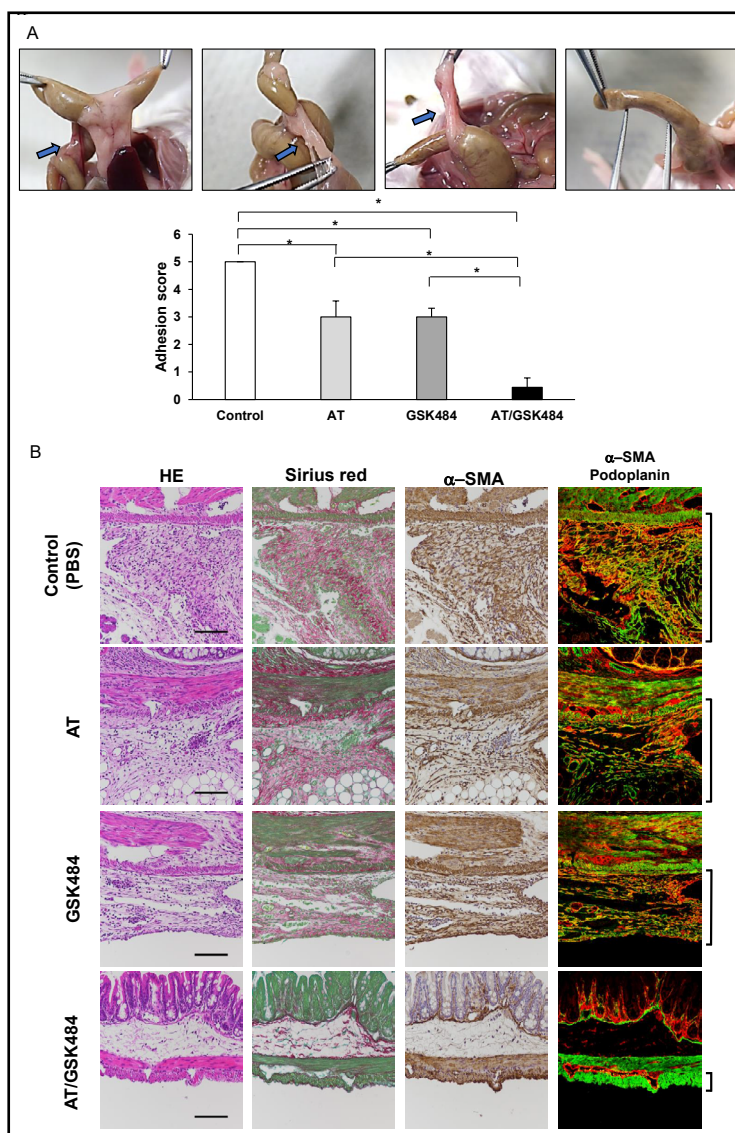 A
*
*
*
*
*
6
5
4
3
2
1
0
Adhesion score
Control
AT
GSK484
AT/GSK484
B
HE
Sirius red
α–SMA
α–SMA
Podoplanin
Control
(PBS)
AT
GSK484
AT/GSK484